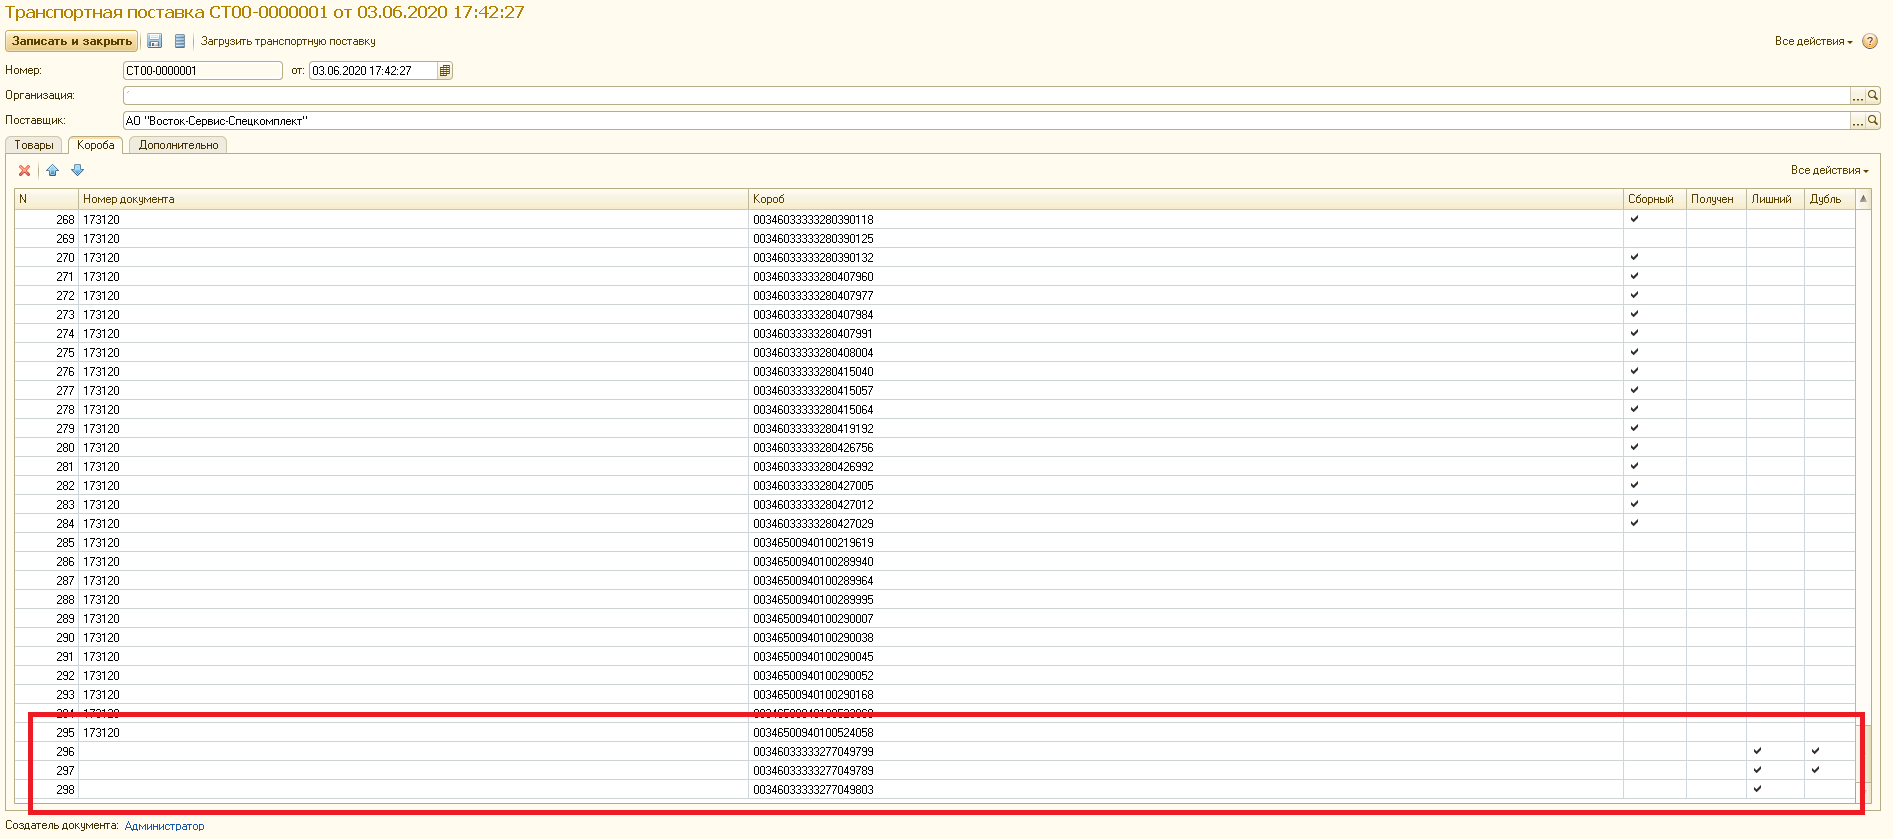 Транспортная поставка СТ00-0000001 от 03.06.2020 17:42:27
Записать и закрыть Загрузить транспортную поставку Все действия ?
Номер: СТ00-0000001 от: 03.06.2020 17:42:27
Организация: ...
Поставщик: АО "Восток-Сервис-Спецкомплект" ...
Товары Короба Дополнительно
Все действия
N Номер документа Короб Сборный Получен Лишний Дубль
268 173120 00346033333280390118
269 173120 00346033333280390125
270 173120 00346033333280390132
271 173120 00346033333280407960
272 173120 00346033333280407977
273 173120 00346033333280407984
274 173120 00346033333280407991
275 173120 00346033333280408004
276 173120 00346033333280415040
277 173120 00346033333280415057
278 173120 00346033333280415064
279 173120 00346033333280419192
280 173120 00346033333280426756
281 173120 00346033333280426992
282 173120 00346033333280427005
283 173120 00346033333280427012
284 173120 00346033333280427029
285 173120 00346500940100219619
286 173120 00346500940100289940
287 173120 00346500940100289964
288 173120 00346500940100289995
289 173120 00346500940100290007
290 173120 00346500940100290038
291 173120 00346500940100290045
292 173120 00346500940100290052
293 173120 00346500940100290168
294 173120
295 173120 00346500940100524058
296 00346033333277049799
297 00346033333277049789
298 00346033333277049803
Создатель документа: Администратор